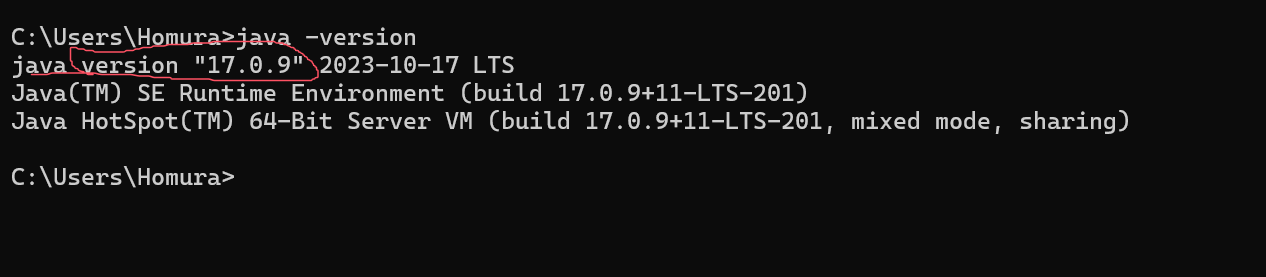 C:\Users\Homura>java -version
java version "17.0.9" 2023-10-17 LTS
Java(TM) SE Runtime Environment (build 17.0.9+11-LTS-201)
Java HotSpot(TM) 64-Bit Server VM (build 17.0.9+11-LTS-201, mixed mode, sharing)
C:\Users\Homura>